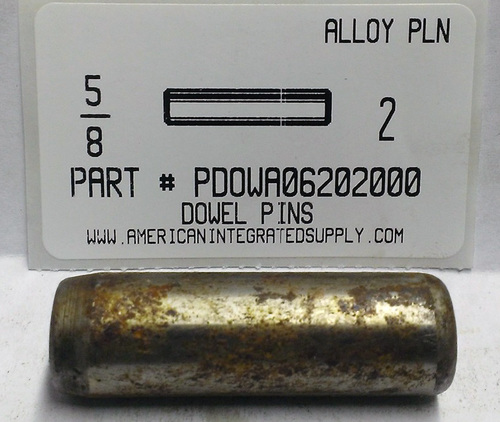 ALLOY PLN
5/8
2
PART # PDOWA06202000
DOWEL PINS
WWW.AMERICANINTEGRATEDSUPPLY.COM